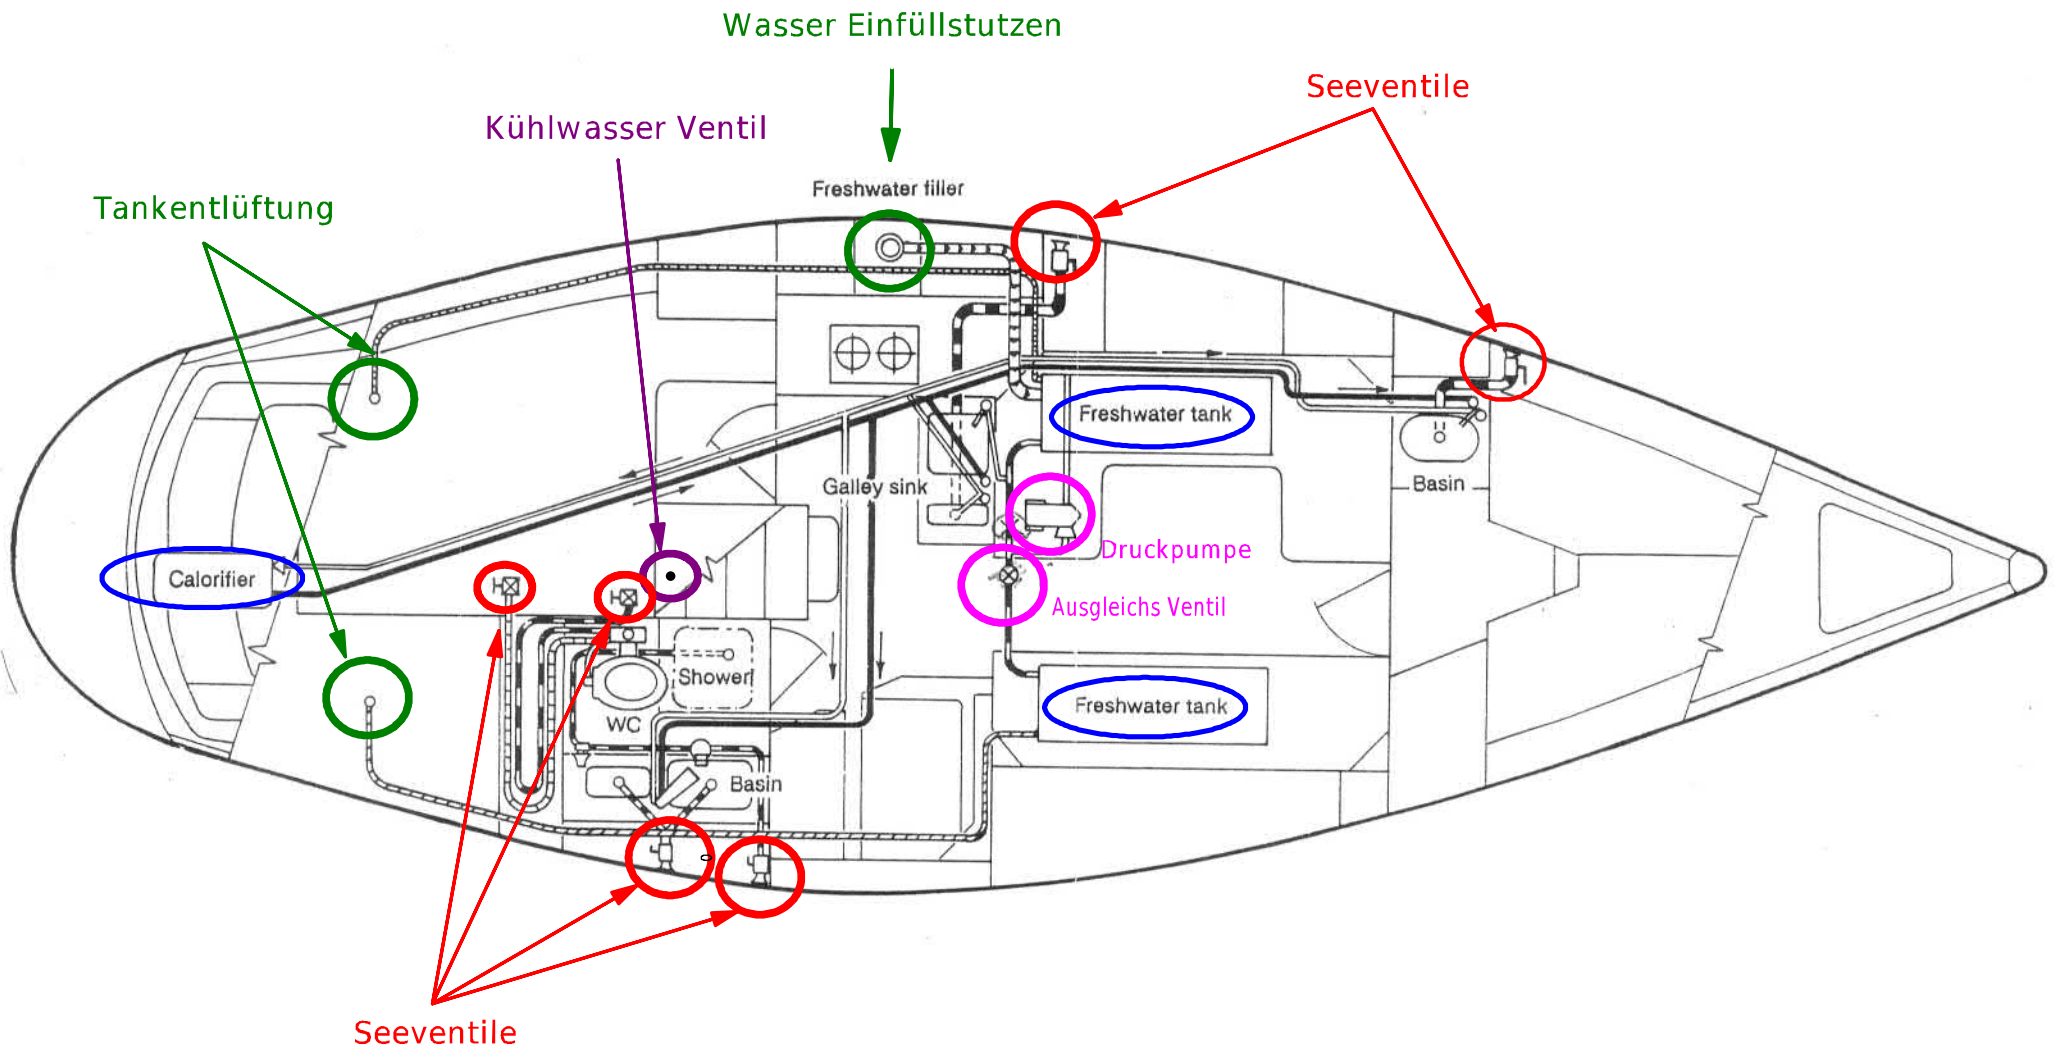 Wasser Einfüllstutzen
Seeventile
Kühlwasser Ventil
Freshwater filler
Tankentlüftung
Freshwater tank
Galley sink
Basin
Druckpumpe
Calorifier
Ausgleichs Ventil
Shower
Freshwater tank
WC
Basin
Seeventile